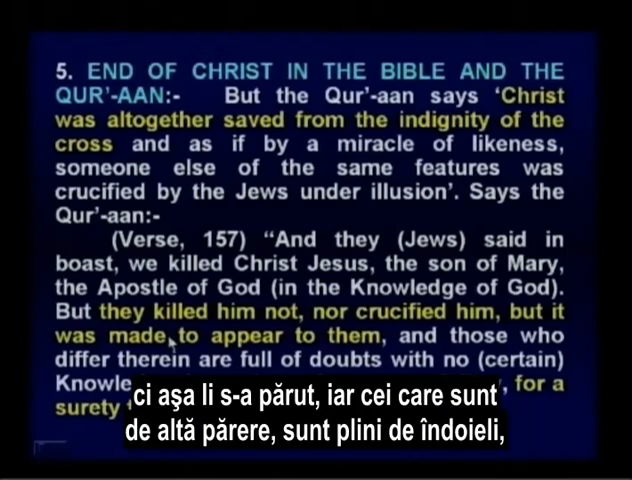 5. END OF CHRIST IN THE BIBLE AND THE
QUR'-AAN:- But the Qur'-aan says ‘Christ
was altogether saved from the indignity of the
cross and as if by a miracle of likeness,
someone else of the same features was
crucified by the Jews under illusion’. Says the
Qur'-aan:-
(Verse, 157) “And they (Jews) said in
boast, we killed Christ Jesus, the son of Mary,
the Apostle of God (in the Knowledge of God).
But they killed him not, nor crucified him, but it
was made to appear to them, and those who
differ therein are full of doubts with no (certain)
for a
surety
ci aşa li s-a părut, iar cei care sunt
de altă părere, sunt plini de îndoieli,